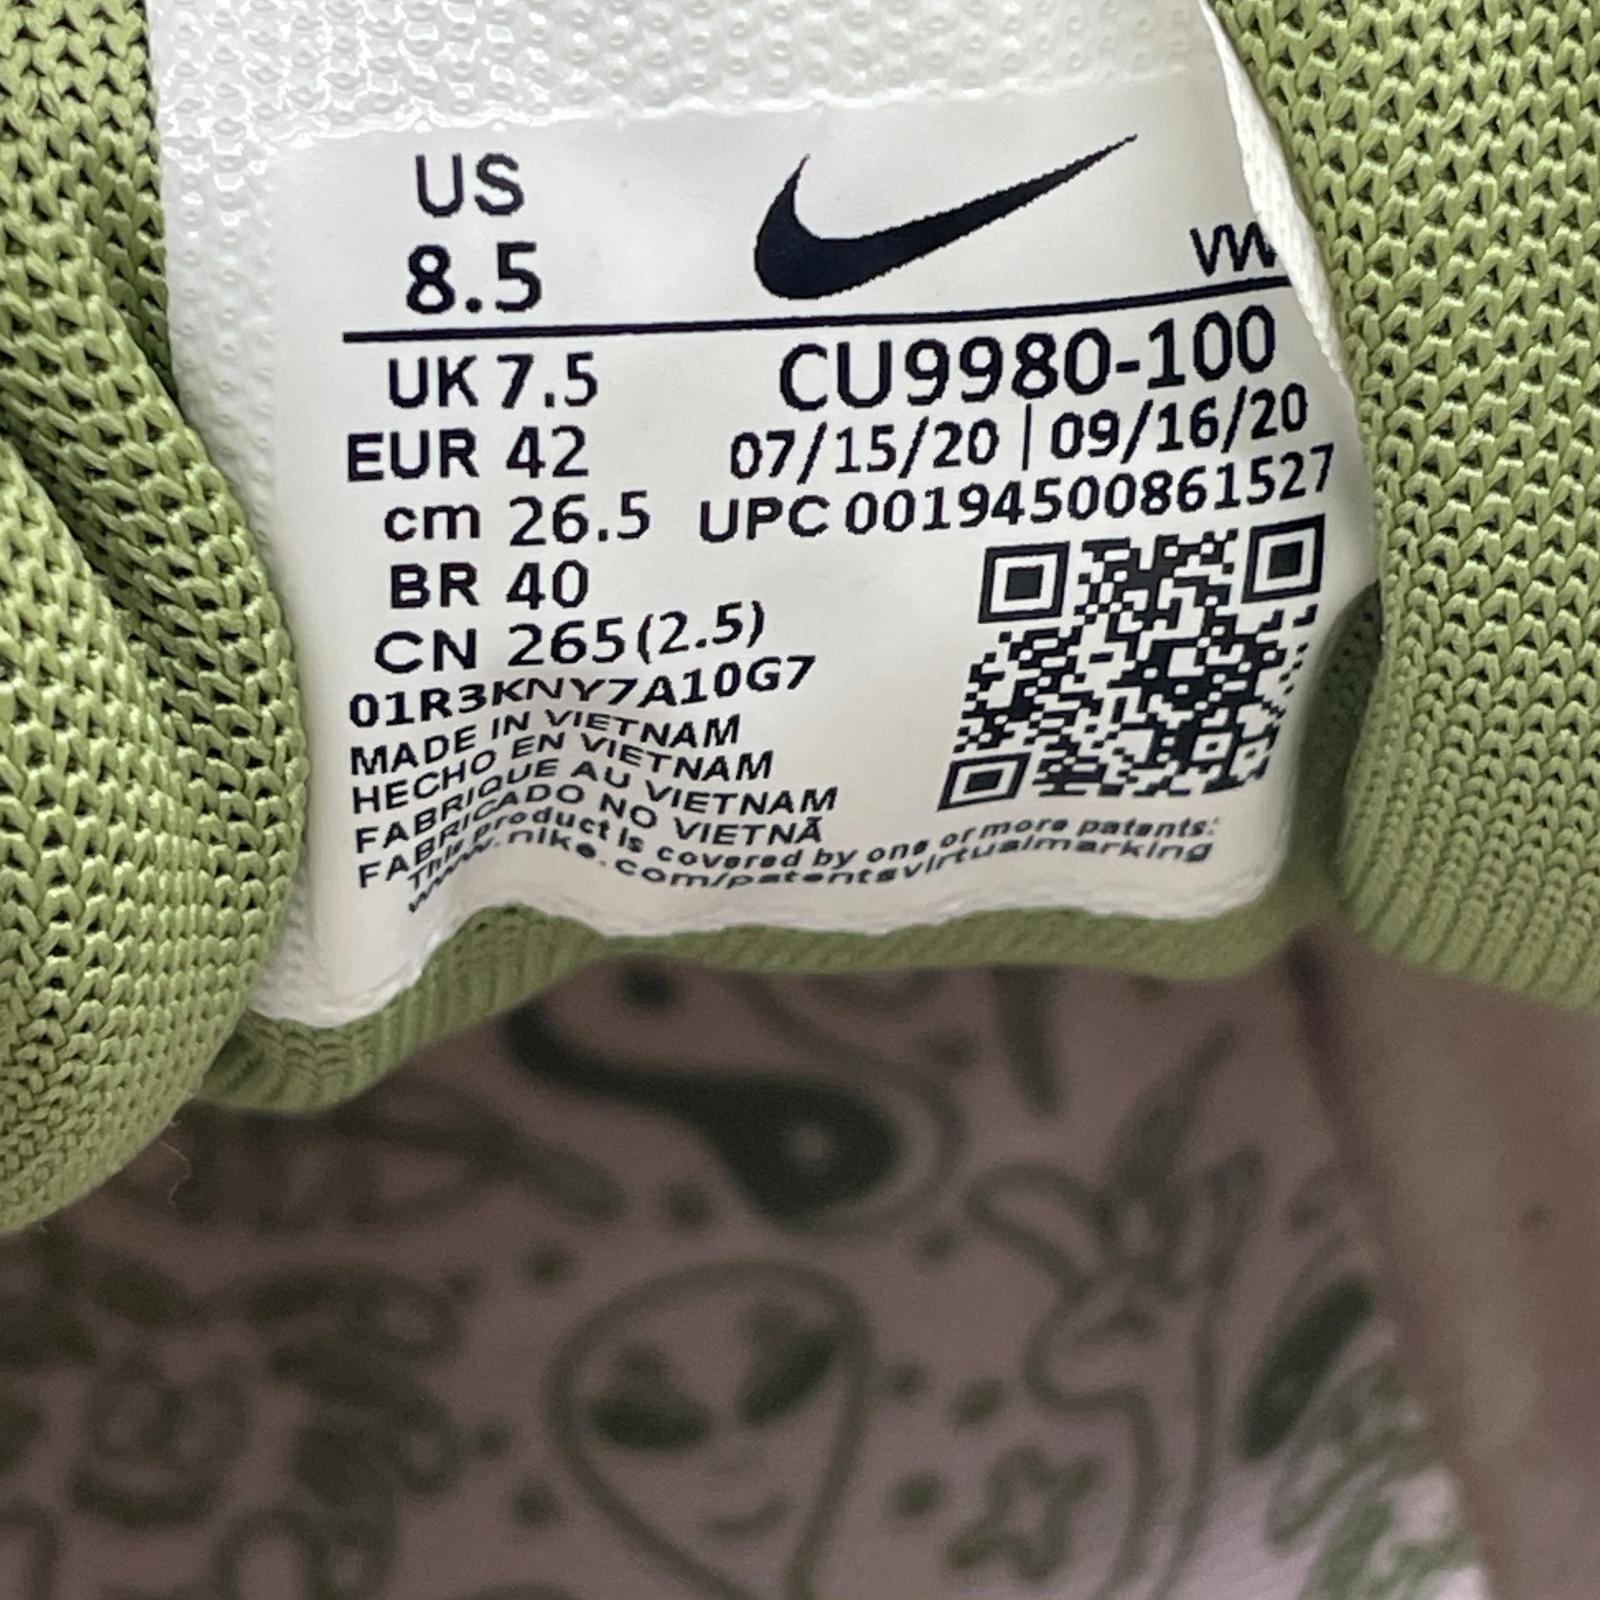 US
8.5
VW
UK 7.5
CU9980-100
EUR 42
07/15/20 | 09/16/20
cm 26.5
UPC 00194500861527
BR 40
CN 265(2.5)
01R3KNY7A10G7
MADE IN VIETNAM
HECHO EN VIETNAM
FABRIQUE AU VIETNAM
FABRICADO NO VIETNÃ
This product is covered by one or more patents:
www.nike.com/patentsvirtualmarking